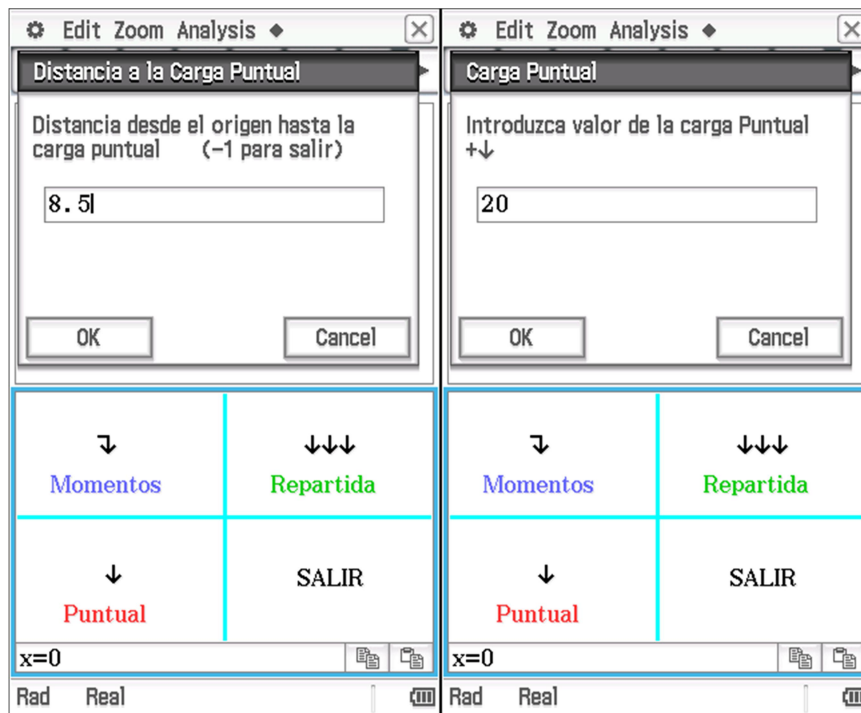 Edit Zoom Analysis ◆
Distancia a la Carga Puntual
Distancia desde el origen hasta la
carga puntual (-1 para salir)
8.5
OK Cancel
Momentos Repartida
Puntual SALIR
x=0
Rad Real
Edit Zoom Analysis ◆
Carga Puntual
Introduzca valor de la carga Puntual
+↓
20
OK Cancel
Momentos Repartida
Puntual SALIR
x=0
Rad Real